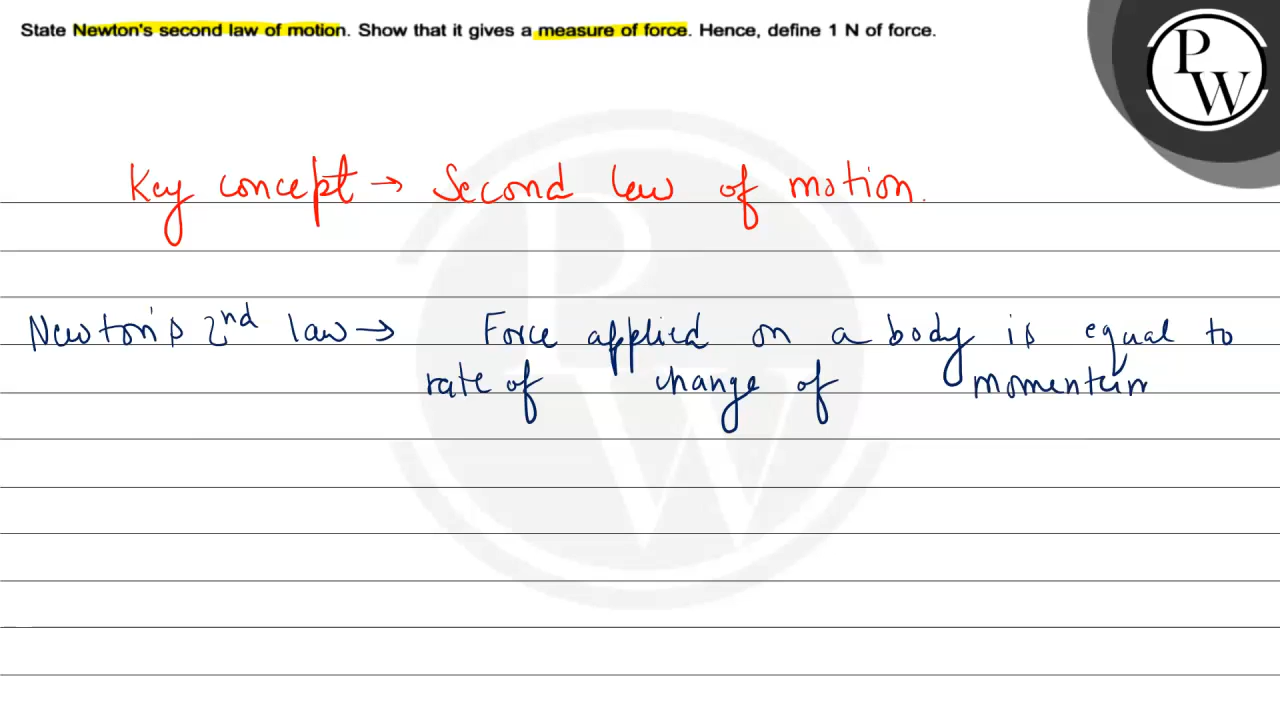 State Newton's second law of motion. Show that it gives a measure of force. Hence, define 1 N of force.
P
W
Key concept → Second law of motion.
Newton's 2nd law → Force applied on a body is equal to
rate of change of momentum